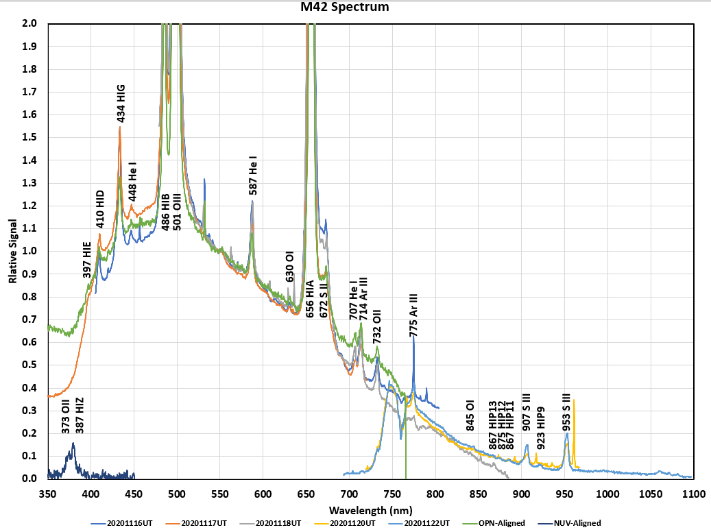 M42 Spectrum
2.0
1.9
1.8
1.7
1.6
1.5
1.4
1.3
1.2
1.1
1.0
0.9
0.8
0.7
0.6
0.5
0.4
0.3
0.2
0.1
0.0
Rlative Signal
373 OII
387 HIZ
397 HIE
410 HID
434 HIG
448 He I
486 HIB
501 OIII
587 He I
630 OI
656 HIA
672 S II
707 He I
714 Ar III
732 OII
775 Ar III
845 OI
867 HIP13
875 HIP12
867 HIP11
907 S III
923 HIP9
953 S III
350 400 450 500 550 600 650 700 750 800 850 900 950 1000 1050 1100
Wavelength (nm)
20201116UT 20201117UT 20201118UT 20201120UT 20201122UT OPN-Aligned NUV-Aligned